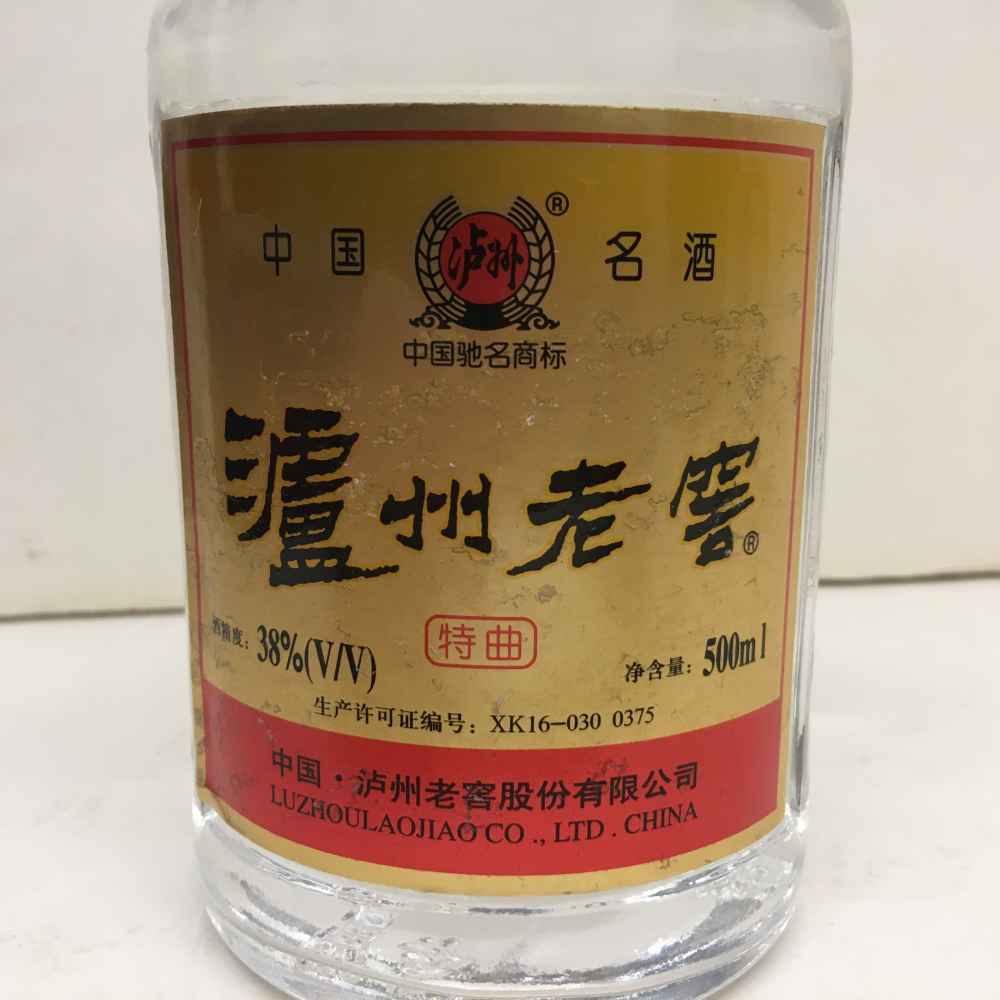 中国 泸州® 名酒
中国驰名商标
泸州老窖®
特曲
酒精度：38%(V/V)
净含量：500ml
生产许可证编号：XK16-030 0375
中国·泸州老窖股份有限公司
LUZHOULAOJIAO CO ., LTD . CHINA